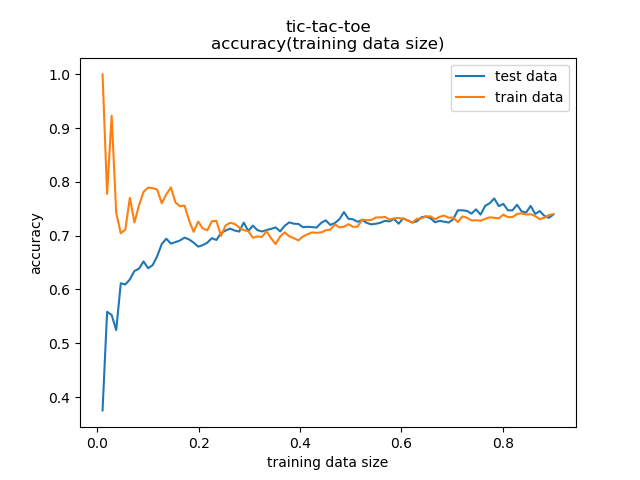 tic-tac-toe
accuracy(training data size)
test data
train data
1.0
0.9
0.8
0.7
0.6
0.5
0.4
accuracy
0.0 0.2 0.4 0.6 0.8
training data size